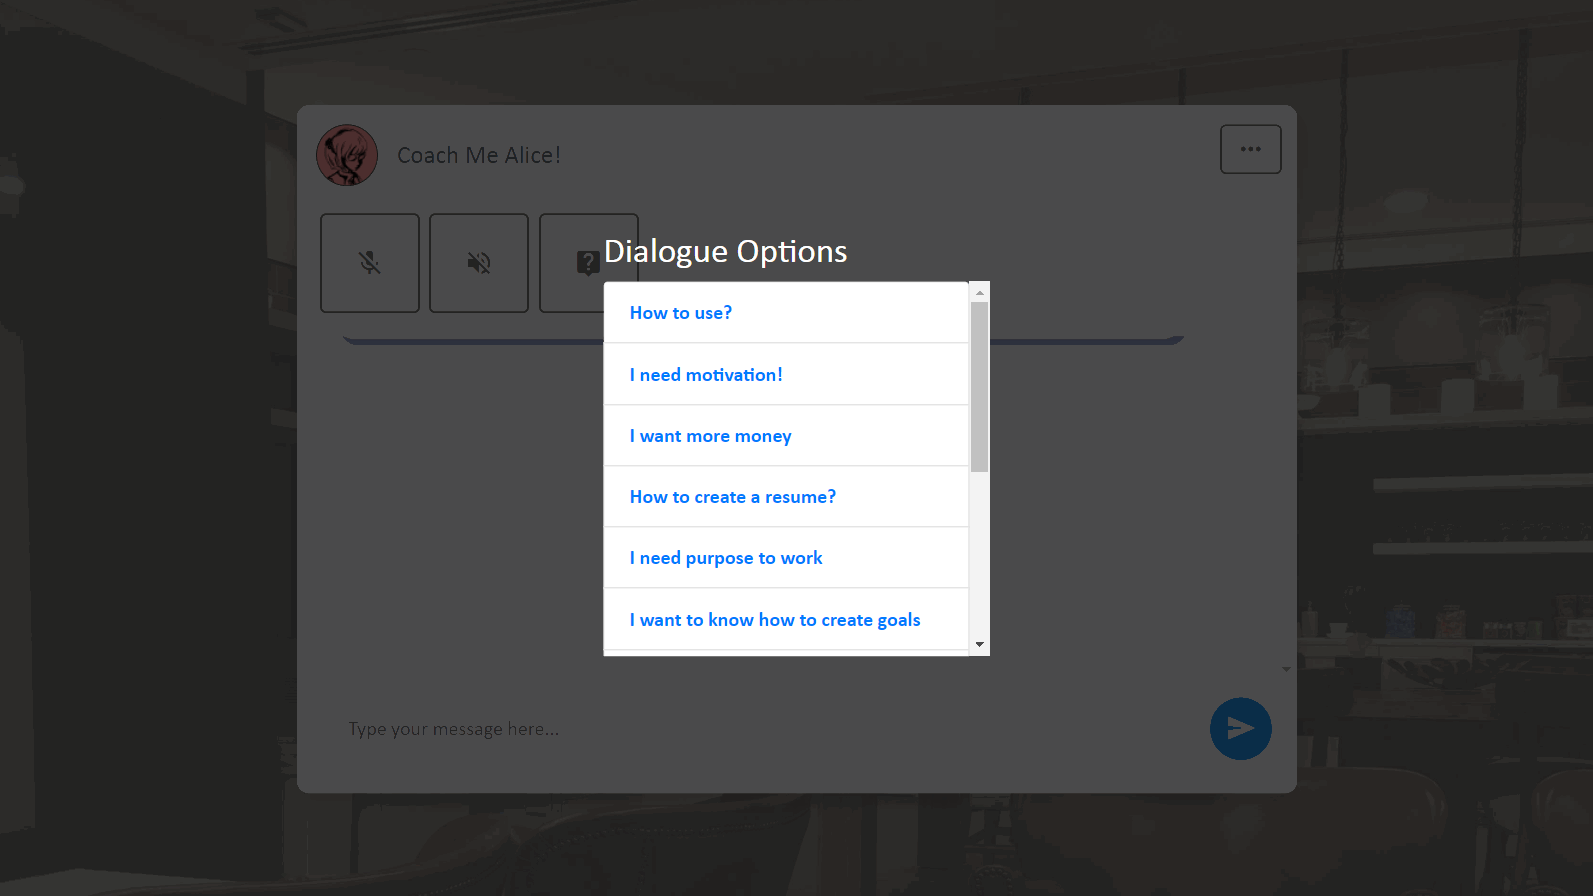 Coach Me Alice!
Dialogue Options
How to use?
I need motivation!
I want more money
How to create a resume?
I need purpose to work
I want to know how to create goals
Type your message here...